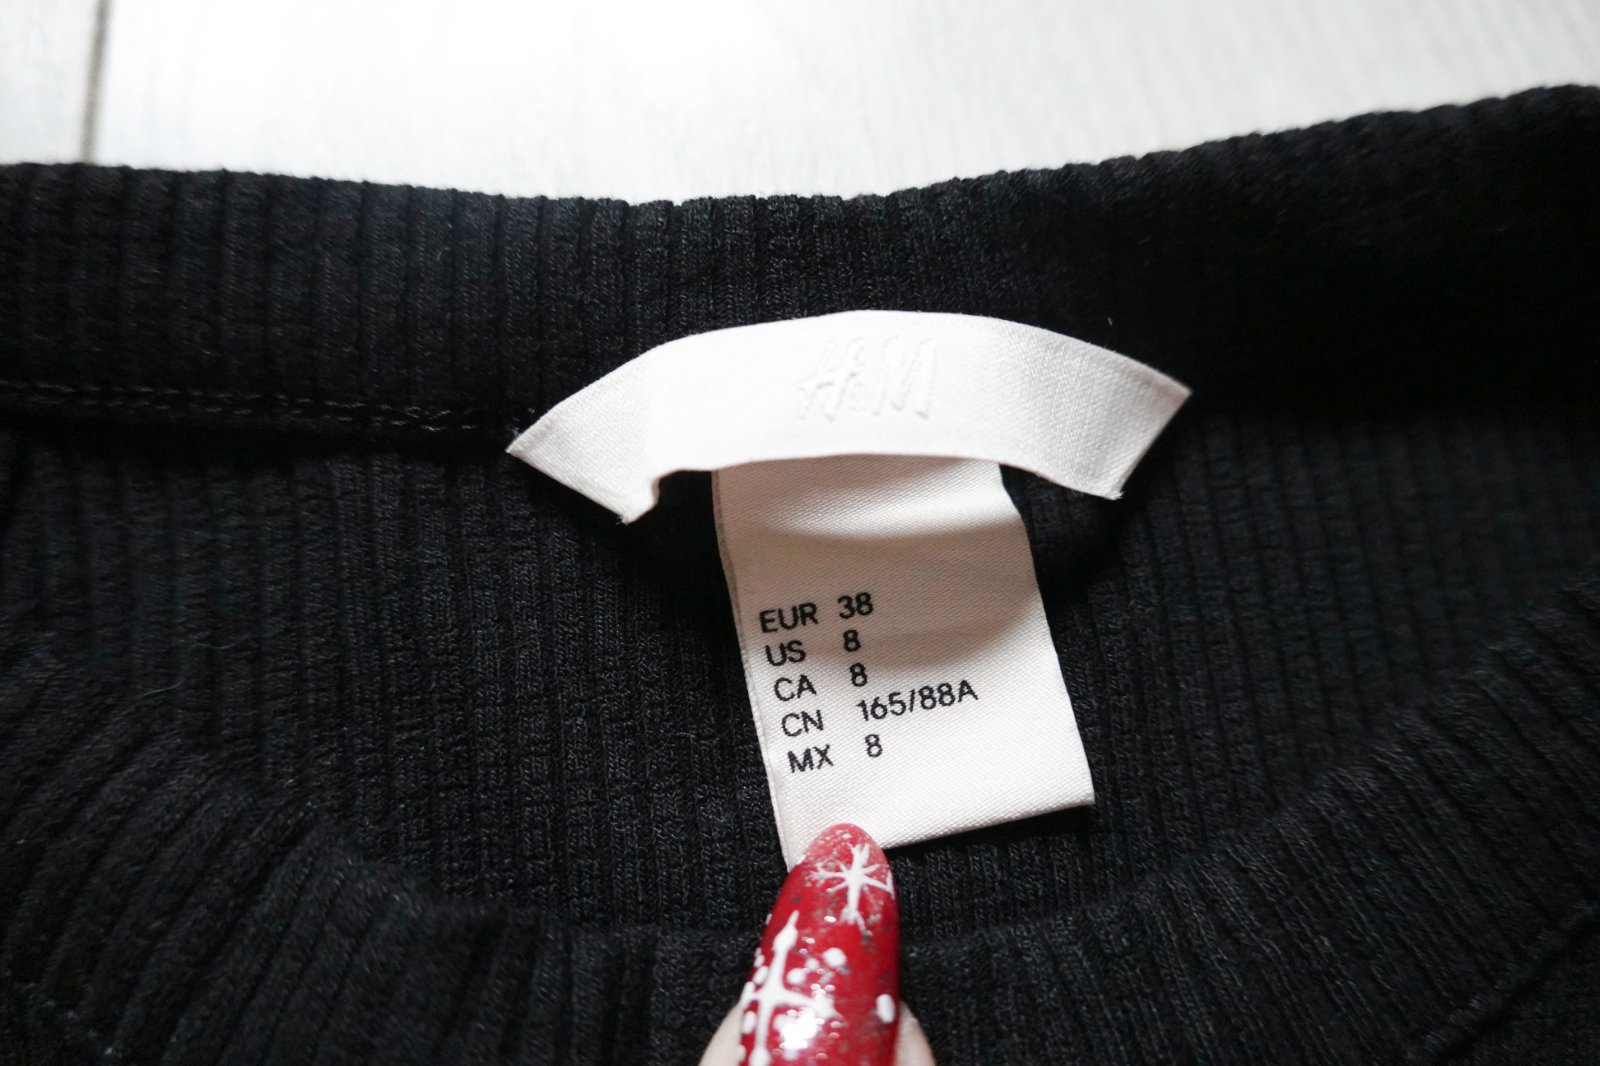 H&M
EUR 38
US 8
CA 8
CN 165/88A
MX 8